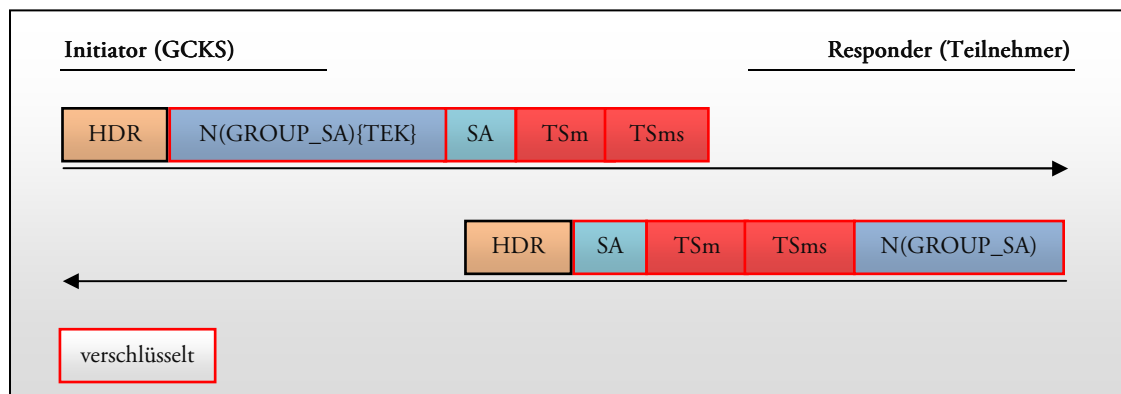 Initiator (GCKS) Responder (Teilnehmer)
HDR N(GROUP_SA){TEK} SA TSm TSms
HDR SA TSm TSms N(GROUP_SA)
verschlüsselt